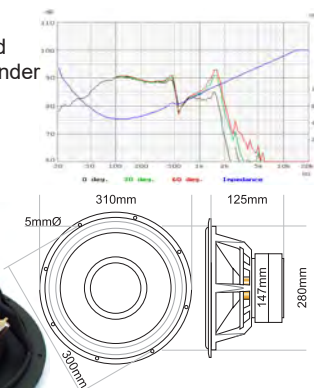 d
nder
dB
110
100
90
80
70
60
20 50 100 200 500 1k 2k 5k 10k 20k
0 deg. 30 deg. 60 deg. Impedance
310mm
125mm
5mmØ
147mm
280mm
300mm